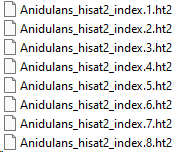 Anidulans_hisat2_index.1.ht2
Anidulans_hisat2_index.2.ht2
Anidulans_hisat2_index.3.ht2
Anidulans_hisat2_index.4.ht2
Anidulans_hisat2_index.5.ht2
Anidulans_hisat2_index.6.ht2
Anidulans_hisat2_index.7.ht2
Anidulans_hisat2_index.8.ht2